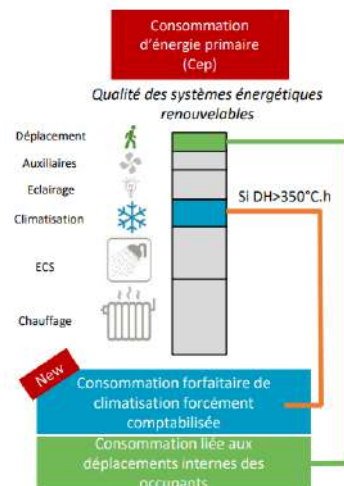 Consommation
d'énergie primaire
(Cep)
Qualité des systèmes énergétiques
renouvelables
Déplacement
Auxiliaires
Eclairage
Si DH>350°C.h
Climatisation
ECS
Chauffage
New
Consommation forfaitaire de
climatisation forcément
comptabilisée
Consommation liée aux
déplacements internes des
occupants